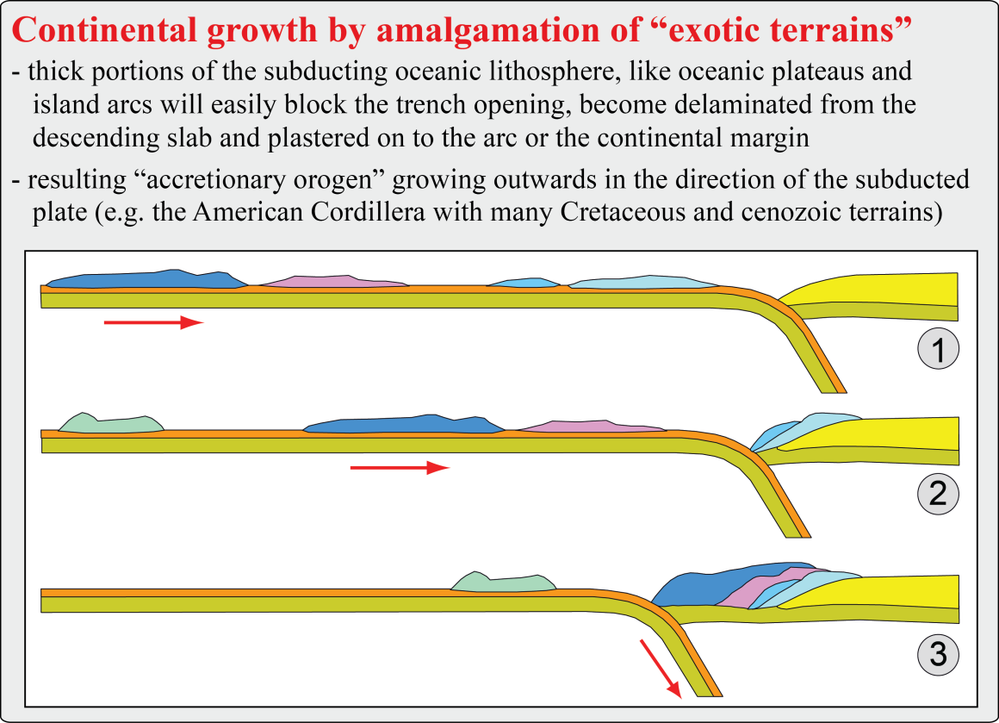 Continental growth by amalgamation of “exotic terrains”
- thick portions of the subducting oceanic lithosphere, like oceanic plateaus and
island arcs will easily block the trench opening, become delaminated from the
descending slab and plastered on to the arc or the continental margin
- resulting “accretionary orogen” growing outwards in the direction of the subducted
plate (e.g. the American Cordillera with many Cretaceous and cenozoic terrains)
1
2
3